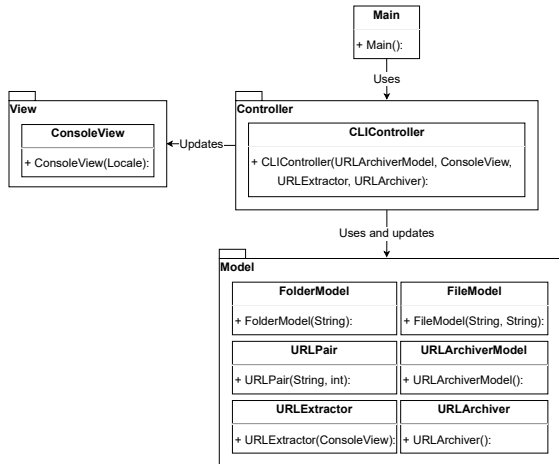 Main
+ Main():
Uses
View
ConsoleView
+ ConsoleView(Locale):
Updates
Controller
CLIController
+ CLIController(URLArchiverModel, ConsoleView,
URLExtractor, URLArchiver):
Uses and updates
Model
FolderModel
+ FolderModel(String):
FileModel
+ FileModel(String, String):
URLPair
+ URLPair(String, int):
URLArchiverModel
+ URLArchiverModel():
URLExtractor
+ URLExtractor(ConsoleView):
URLArchiver
+ URLArchiver():